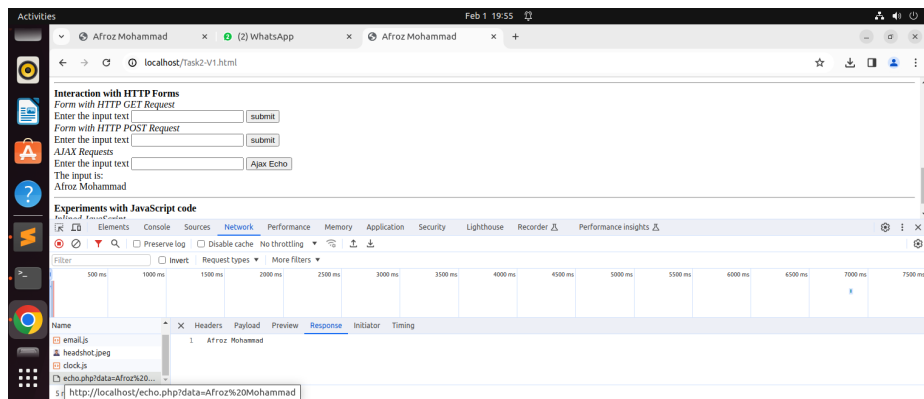 Activities
Feb 1 19:55
Afroz Mohammad
(2) WhatsApp
Afroz Mohammad
localhost/Task2-V1.html
Interaction with HTTP Forms
Form with HTTP GET Request
Enter the input text submit
Form with HTTP POST Request
Enter the input text submit
AJAX Requests
Enter the input text Ajax Echo
The input is:
Afroz Mohammad
Experiments with JavaScript code
Inlined JavaScript
Elements Console Sources Network Performance Memory Application Security Lighthouse Recorder Performance insights
Preserve log Disable cache No throttling
Filter Invert Request types More filters
500 ms 1000 ms 1500 ms 2000 ms 2500 ms 3000 ms 3500 ms 4000 ms 4500 ms 5000 ms 5500 ms 6000 ms 6500 ms 7000 ms 7500 ms
Name Headers Payload Preview Response Initiator Timing
email.js
1 Afroz Mohammad
headshot.jpeg
clock.js
echo.php?data=Afroz%20...
5 r
http://localhost/echo.php?data=Afroz%20Mohammad